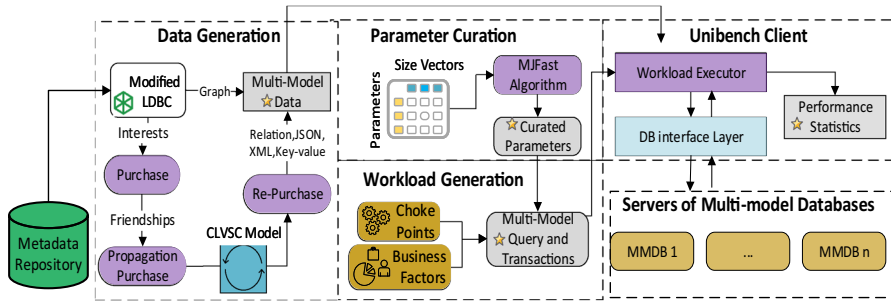 Data Generation
Modified
LDBC
Graph
Multi-Model
Data
Interests
Relation,JSON,
XML,Key-value
Purchase
Re-Purchase
Friendships
CLVSC Model
Metadata
Repository
Propagation
Purchase
Parameter Curation
Parameters
Size Vectors
MJFast
Algorithm
Curated
Parameters
Workload Generation
Choke
Points
Business
Factors
Multi-Model
Query and
Transactions
Unibench Client
Workload Executor
DB interface Layer
Performance
Statistics
Servers of Multi-model Databases
MMDB 1
...
MMDB n